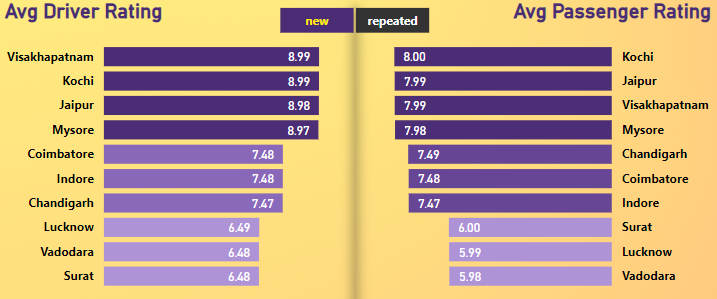 Avg Driver Rating
new repeated
Avg Passenger Rating
Visakhapatnam 8.99
Kochi 8.99
Jaipur 8.98
Mysore 8.97
Coimbatore 7.48
Indore 7.48
Chandigarh 7.47
Lucknow 6.49
Vadodara 6.48
Surat 6.48
8.00 Kochi
7.99 Jaipur
7.99 Visakhapatnam
7.98 Mysore
7.49 Chandigarh
7.48 Coimbatore
7.47 Indore
6.00 Surat
5.99 Lucknow
5.98 Vadodara